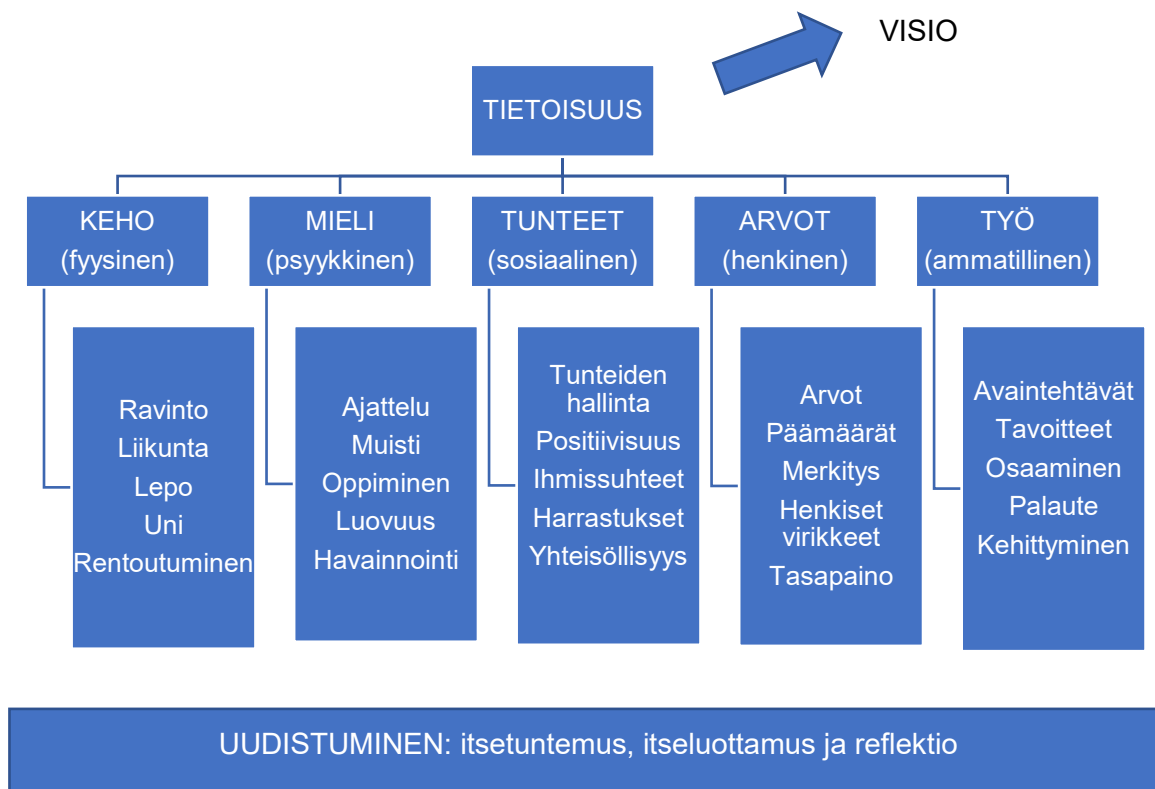 VISIO
TIETOISUUS
KEHO
(fyysinen)
MIELI
(psyykkinen)
TUNTEET
(sosiaalinen)
ARVOT
(henkinen)
TYÖ
(ammatillinen)
Ravinto
Liikunta
Lepo
Uni
Rentoutuminen
Ajattelu
Muisti
Oppiminen
Luovuus
Havainnointi
Tunteiden
hallinta
Positiivisuus
Ihmissuhteet
Harrastukset
Yhteisöllisyys
Arvot
Päämäärät
Merkitys
Henkiset
virikkeet
Tasapaino
Avaintehtävät
Tavoitteet
Osaaminen
Palaute
Kehittyminen
UUDISTUMINEN: itsetuntemus, itseluottamus ja reflektio